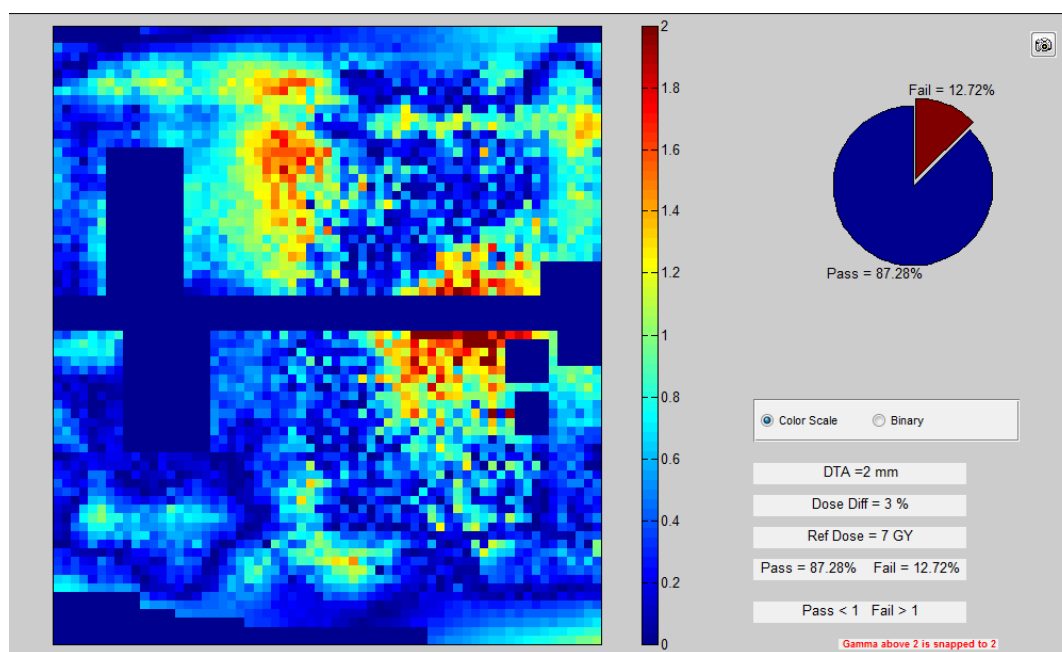 2
1.8
1.6
1.4
1.2
1
0.8
0.6
0.4
0.2
0
Fail = 12.72%
Pass = 87.28%
Color Scale Binary
DTA =2 mm
Dose Diff = 3 %
Ref Dose = 7 GY
Pass = 87.28% Fail = 12.72%
Pass < 1 Fail > 1
Gamma above 2 is snapped to 2